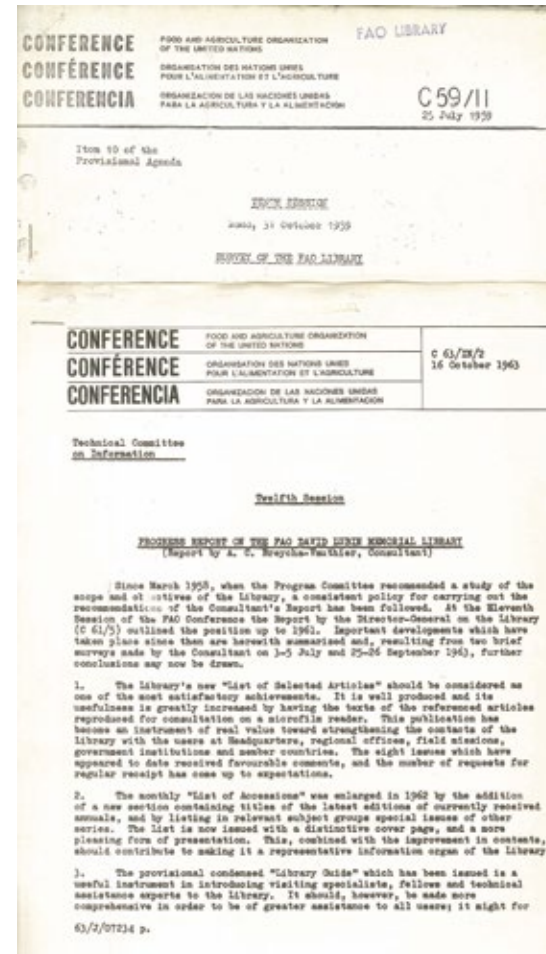 CONFERENCE
FOOD AND AGRICULTURE ORGANIZATION
OF THE UNITED NATIONS
FAO LIBRARY
CONFÉRENCE
ORGANISATION DES NATIONS UNIES
POUR L'ALIMENTATION ET L'AGRICULTURE
CONFERENCIA
ORGANIZACION DE LAS NACIONES UNIDAS
PARA LA AGRICULTURA Y LA ALIMENTACION
C 59/11
25 July 1959
Item 10 of the
Provisional Agenda
TENTH SESSION
Rome, 31 October 1959
SURVEY OF THE FAO LIBRARY
CONFERENCE
FOOD AND AGRICULTURE ORGANIZATION
OF THE UNITED NATIONS
CONFÉRENCE
ORGANISATION DES NATIONS UNIES
POUR L'ALIMENTATION ET L'AGRICULTURE
CONFERENCIA
ORGANIZACION DE LAS NACIONES UNIDAS
PARA LA AGRICULTURA Y LA ALIMENTACION
C 63/IN/2
16 October 1963
Technical Committee
on Information
Twelfth Session
PROGRESS REPORT ON THE FAO DAVID LUBIN MEMORIAL LIBRARY
(Report by A. C. Breycha-Vauthier, Consultant)
Since March 1958, when the Program Committee recommended a study of the
scope and objectives of the Library, a consistent policy for carrying out the
recommendations of the Consultant's Report has been followed. At the Eleventh
Session of the FAO Conference the Report by the Director-General on the Library
(C 61/5) outlined the position up to 1961. Important developments which have
taken place since then are herewith summarised and, resulting from two brief
surveys made by the Consultant on 3-5 July and 25-26 September 1963, further
conclusions may now be drawn.
1. The Library's new "List of Selected Articles" should be considered as
one of the most satisfactory achievements. It is well produced and its
usefulness is greatly increased by having the texts of the referenced articles
reproduced for consultation on a microfilm reader. This publication has
become an instrument of real value toward strengthening the contacts of the
Library with the users at Headquarters, regional offices, field missions,
government institutions and member countries. The eight issues which have
appeared to date received favourable comments, and the number of requests for
regular receipt has come up to expectations.
2. The monthly "List of Accessions" was enlarged in 1962 by the addition
of a new section containing titles of the latest editions of currently received
annuals, and by listing in relevant subject groups special issues of other
series. The list is now issued with a distinctive cover page, and a more
pleasing form of presentation. This, combined with the improvement in contents,
should contribute to making it a representative information organ of the Library
3. The provisional condensed "Library Guide" which has been issued is a
useful instrument in introducing visiting specialists, fellows and technical
assistance experts to the Library. It should, however, be made more
comprehensive in order to be of greater assistance to all users; it might for
63/J/07234 p.